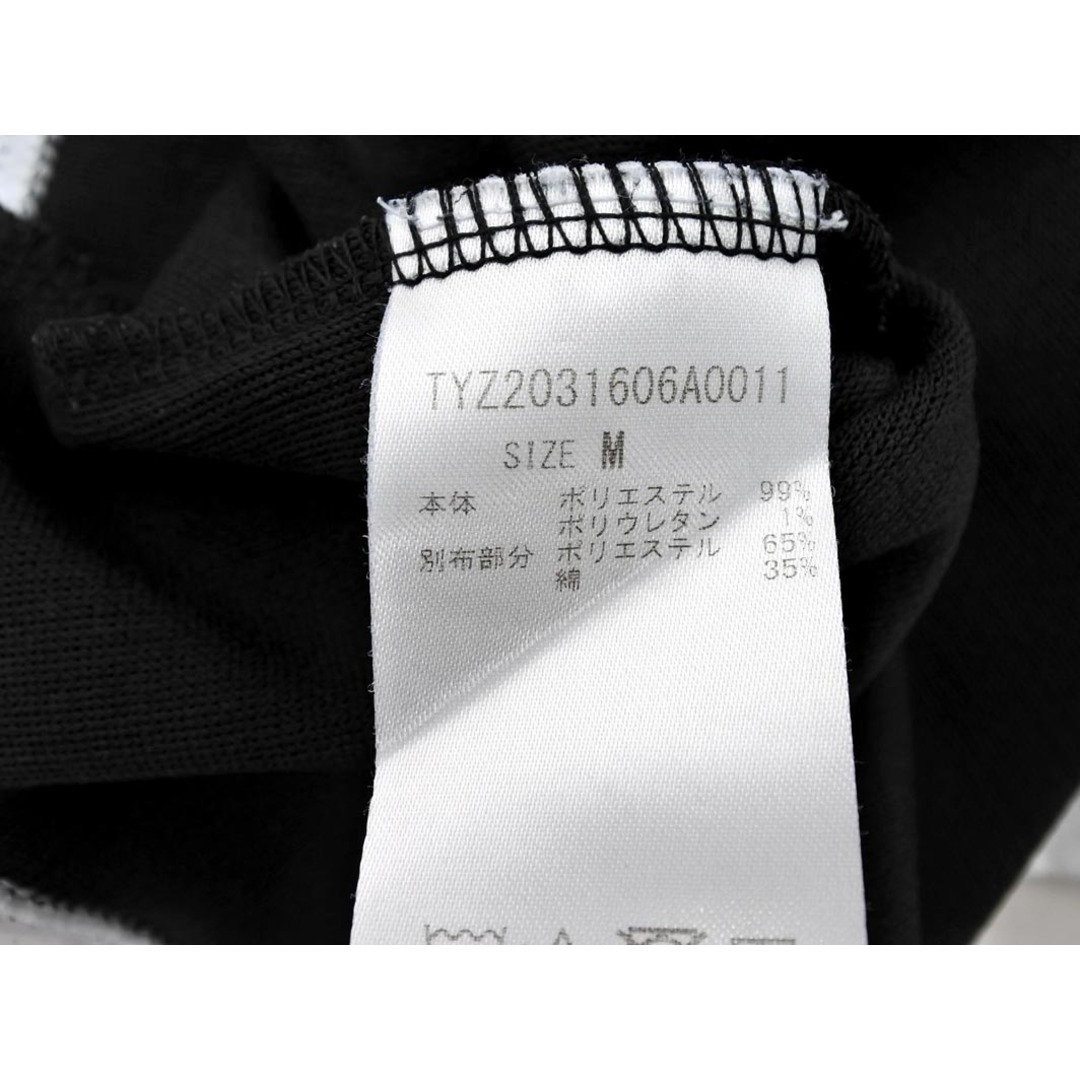 TYZ2031606A0011
SIZE M
本体 ポリエステル 99%
ポリウレタン 1%
別布部分 ポリエステル 65%
綿 35%